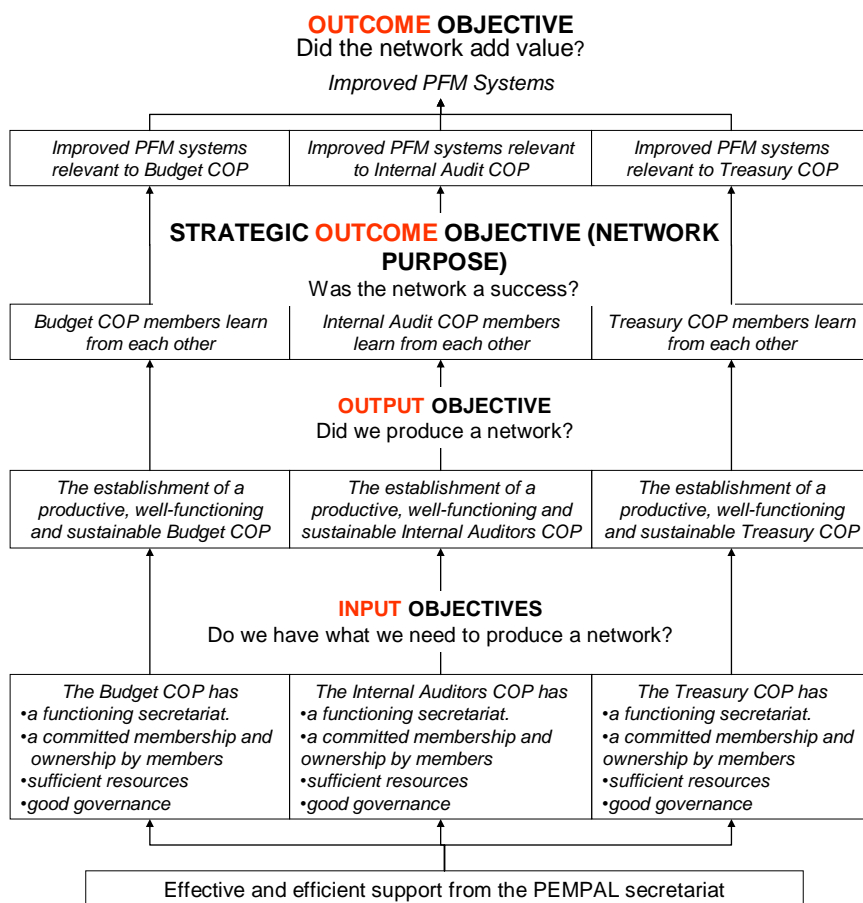 OUTCOME OBJECTIVE
Did the network add value?
Improved PFM Systems
Improved PFM systems
relevant to Budget COP
Improved PFM systems relevant
to Internal Audit COP
Improved PFM systems
relevant to Treasury COP
STRATEGIC OUTCOME OBJECTIVE (NETWORK
PURPOSE)
Was the network a success?
Budget COP members learn
from each other
Internal Audit COP members
learn from each other
Treasury COP members learn
from each other
OUTPUT OBJECTIVE
Did we produce a network?
The establishment of a
productive, well-functioning
and sustainable Budget COP
The establishment of a
productive, well-functioning and
sustainable Internal Auditors COP
The establishment of a
productive, well-functioning
and sustainable Treasury COP
INPUT OBJECTIVES
Do we have what we need to produce a network?
The Budget COP has
•a functioning secretariat.
•a committed membership and
ownership by members
•sufficient resources
•good governance
The Internal Auditors COP has
•a functioning secretariat.
•a committed membership and
ownership by members
•sufficient resources
•good governance
The Treasury COP has
•a functioning secretariat.
•a committed membership and
ownership by members
•sufficient resources
•good governance
Effective and efficient support from the PEMPAL secretariat